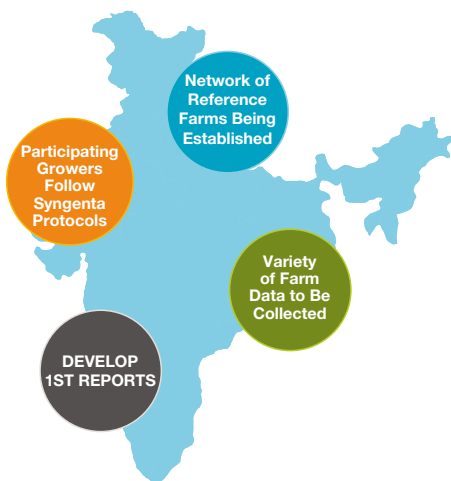 Network of
Reference
Farms Being
Established
Participating
Growers
Follow
Syngenta
Protocols
Variety
of Farm
Data to Be
Collected
DEVELOP
1ST REPORTS